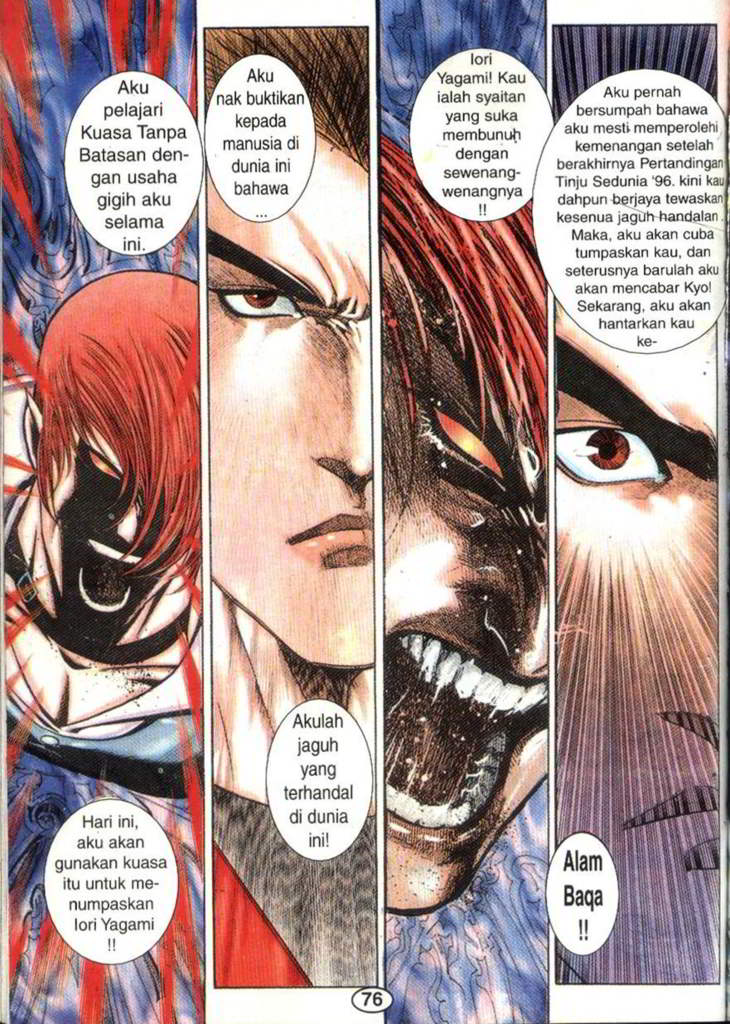 Aku
pelajari
Kuasa Tanpa
Batasan den-
gan usaha
gigih aku
selama
ini.
Hari ini,
aku akan
gunakan kuasa
itu untuk me-
numpaskan
Iori Yagami
!!
Aku
nak buktikan
kepada
manusia di
dunia ini
bahawa
...
Akulah
jaguh
yang
terhandal
di dunia
ini!
Iori
Yagami! Kau
ialah syaitan
yang suka
membunuh
dengan
sewenang-
wenangnya
!!
Aku pernah
bersumpah bahawa
aku mesti memperolehi
kemenangan setelah
berakhirnya Pertandingan
Tinju Sedunia '96. kini kau
dahpun berjaya tewaskan
kesenua jaguh handalan.
Maka, aku akan cuba
tumpaskan kau, dan
seterusnya barulah aku
akan mencabar Kyo!
Sekarang, aku akan
hantarkan kau
ke-
Alam
Baqa
!!
76